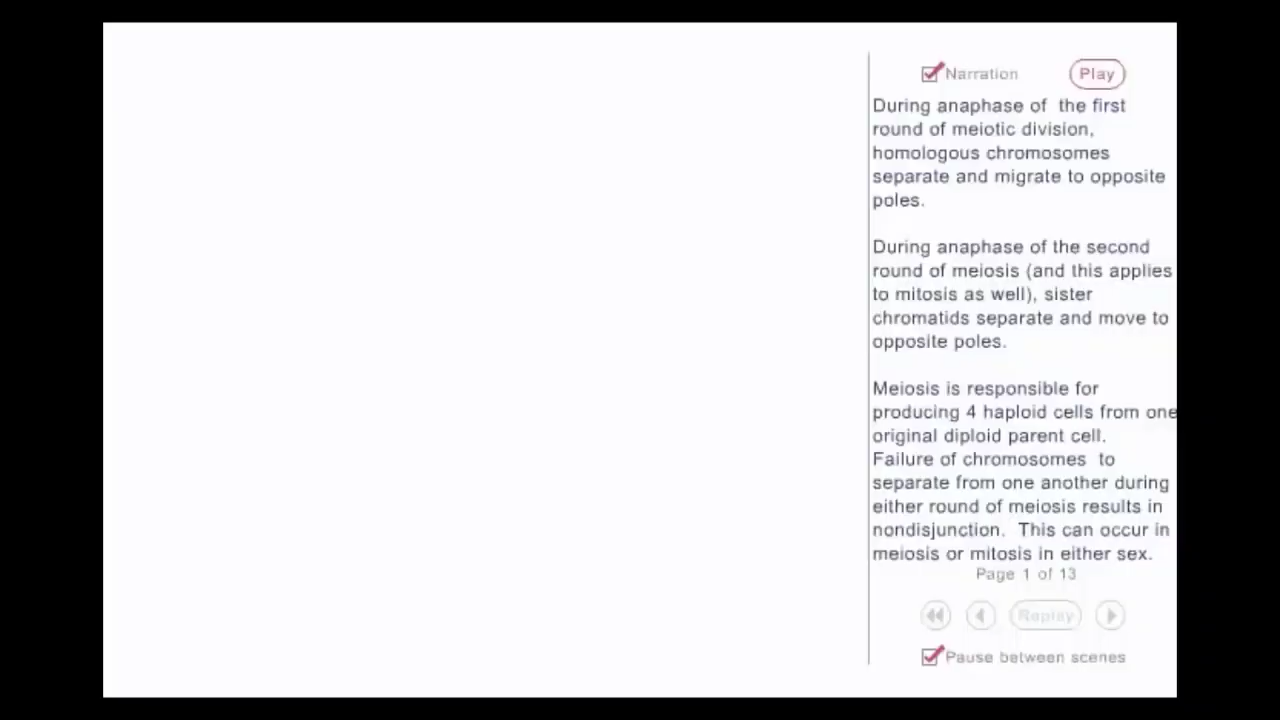 Narration Play
During anaphase of the first
round of meiotic division,
homologous chromosomes
separate and migrate to opposite
poles.
During anaphase of the second
round of meiosis (and this applies
to mitosis as well), sister
chromatids separate and move to
opposite poles.
Meiosis is responsible for
producing 4 haploid cells from one
original diploid parent cell.
Failure of chromosomes to
separate from one another during
either round of meiosis results in
nondisjunction. This can occur in
meiosis or mitosis in either sex.
Page 1 of 13
Replay
Pause between scenes